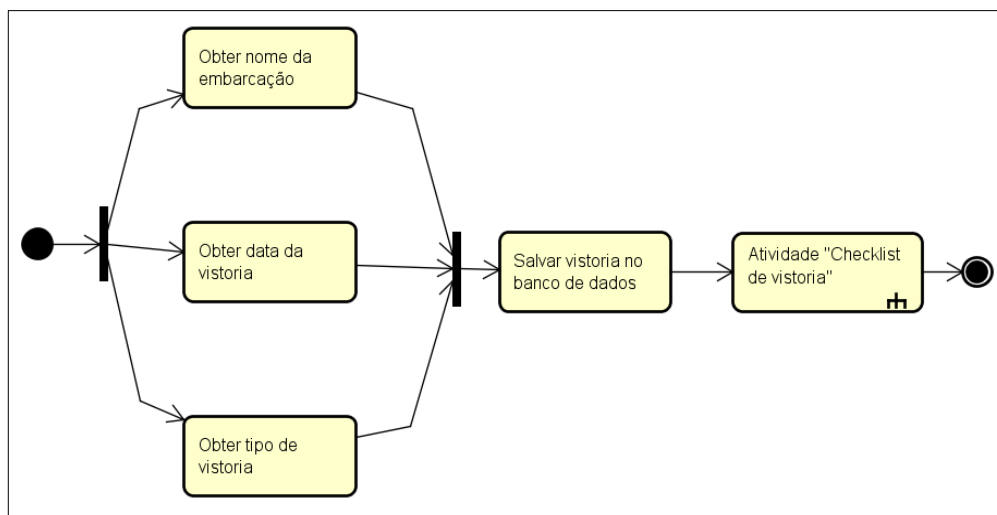 Obter nome da
embarcação
Obter data da
vistoria
Obter tipo de
vistoria
Salvar vistoria no
banco de dados
Atividade "Checklist
de vistoria"